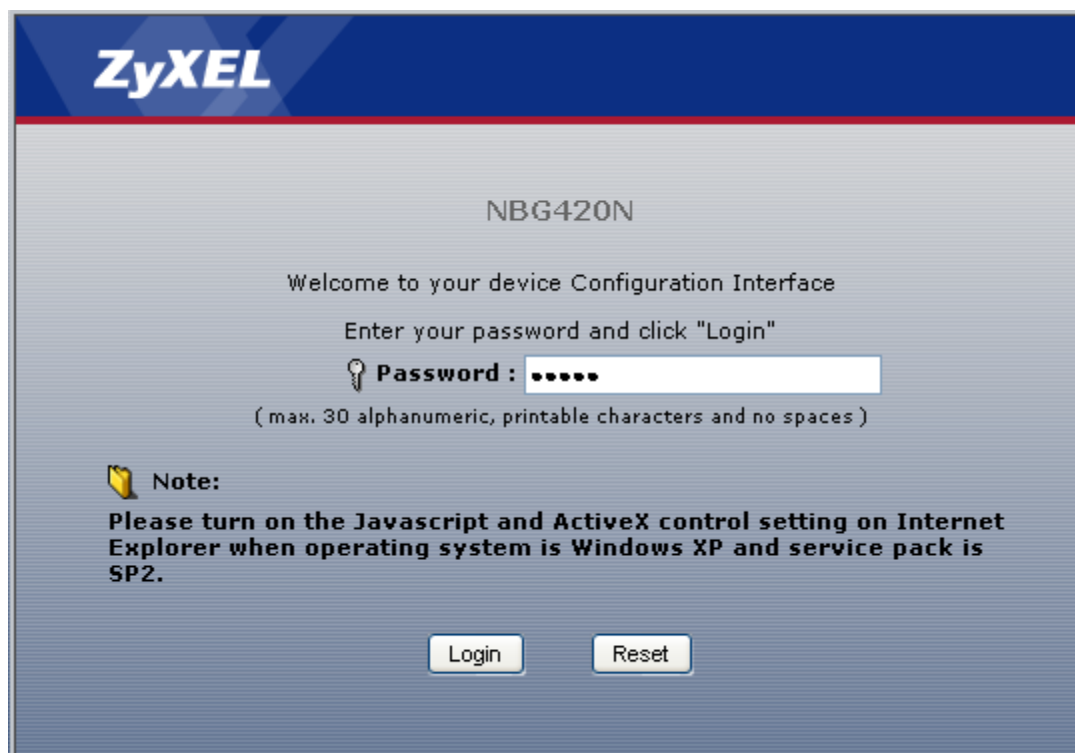 ZyXEL
NBG420N
Welcome to your device Configuration Interface
Enter your password and click "Login"
Password : •••••
( max. 30 alphanumeric, printable characters and no spaces )
Note:
Please turn on the Javascript and ActiveX control setting on Internet
Explorer when operating system is Windows XP and service pack is
SP2.
Login Reset